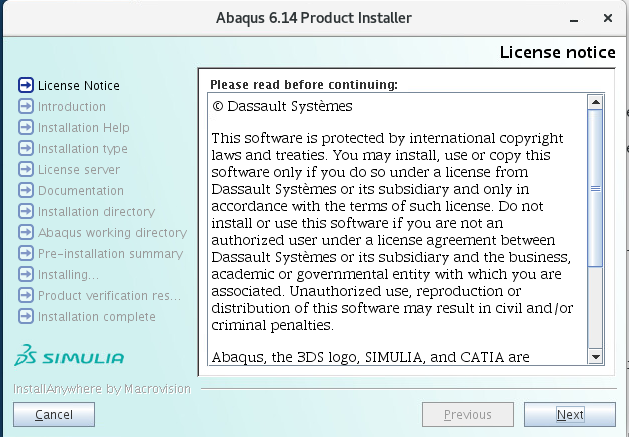 Abaqus 6.14 Product Installer
License notice
License Notice
Introduction
Installation Help
Installation type
License server
Documentation
Installation directory
Abaqus working directory
Pre-installation summary
Installing...
Product verification res...
Installation complete
Please read before continuing:
© Dassault Systèmes
This software is protected by international copyright
laws and treaties. You may install, use or copy this
software only if you do so under a license from
Dassault Systèmes or its subsidiary and only in
accordance with the terms of such license. Do not
install or use this software if you are not an
authorized user under a license agreement between
Dassault Systèmes or its subsidiary and the business,
academic or governmental entity with which you are
associated. Unauthorized use, reproduction or
distribution of this software may result in civil and/or
criminal penalties.
Abaqus, the 3DS logo, SIMULIA, and CATIA are
SIMULIA
InstallAnywhere by Macrovision
Cancel
Previous
Next